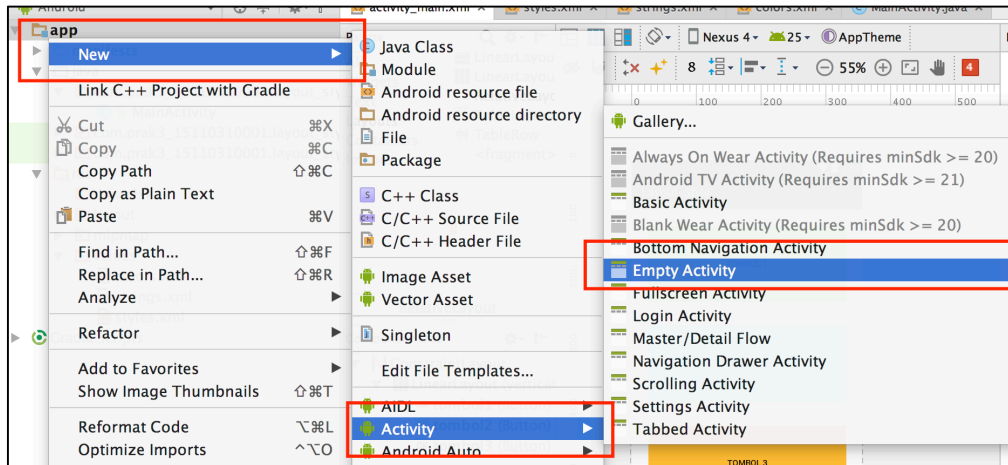 Android
activity_main.xml
styles.xml
strings.xml
colors.xml
MainActivity.java
app
New
Link C++ Project with Gradle
Cut ⌘X
Copy ⌘C
Copy Path ⇧⌘C
Copy as Plain Text
Paste ⌘V
Find in Path... ⇧⌘F
Replace in Path... ⇧⌘R
Analyze
Refactor
Add to Favorites
Show Image Thumbnails ⇧⌘T
Reformat Code ⌥⌘L
Optimize Imports ^⌥O
Java Class
Module
Android resource file
Android resource directory
File
Package
C++ Class
C/C++ Source File
C/C++ Header File
Image Asset
Vector Asset
Singleton
Edit File Templates...
AIDL
Activity
Android Auto
Nexus 4 25 AppTheme
8 55% 4
0 100 200 300 400 500
Gallery...
Always On Wear Activity (Requires minSdk >= 20)
Android TV Activity (Requires minSdk >= 21)
Basic Activity
Blank Wear Activity (Requires minSdk >= 20)
Bottom Navigation Activity
Empty Activity
Fullscreen Activity
Login Activity
Master/Detail Flow
Navigation Drawer Activity
Scrolling Activity
Settings Activity
Tabbed Activity
TOMBOL 3